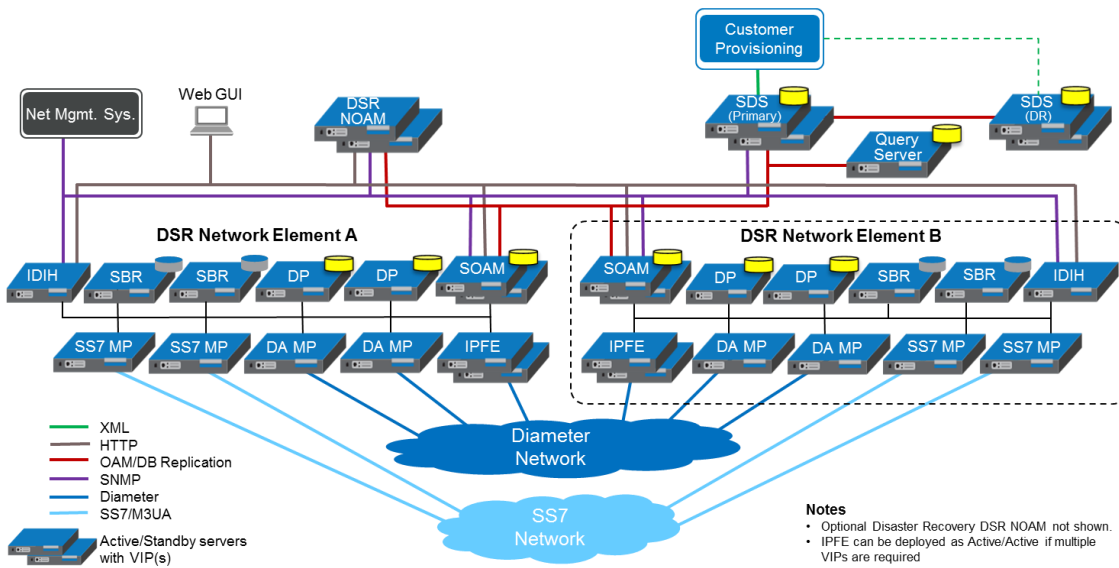 Customer
Provisioning
Net Mgmt. Sys.
Web GUI
DSR
NOAM
SDS
(Primary)
SDS
(DR)
Query
Server
DSR Network Element A
DSR Network Element B
IDIH
SBR
SBR
DP
DP
SOAM
SOAM
DP
DP
SBR
SBR
IDIH
SS7 MP
SS7 MP
DA MP
DA MP
IPFE
IPFE
DA MP
DA MP
SS7 MP
SS7 MP
Diameter
Network
SS7
Network
XML
HTTP
OAM/DB Replication
SNMP
Diameter
SS7/M3UA
Active/Standby servers
with VIP(s)
Notes
• Optional Disaster Recovery DSR NOAM not shown.
• IPFE can be deployed as Active/Active if multiple
VIPs are required